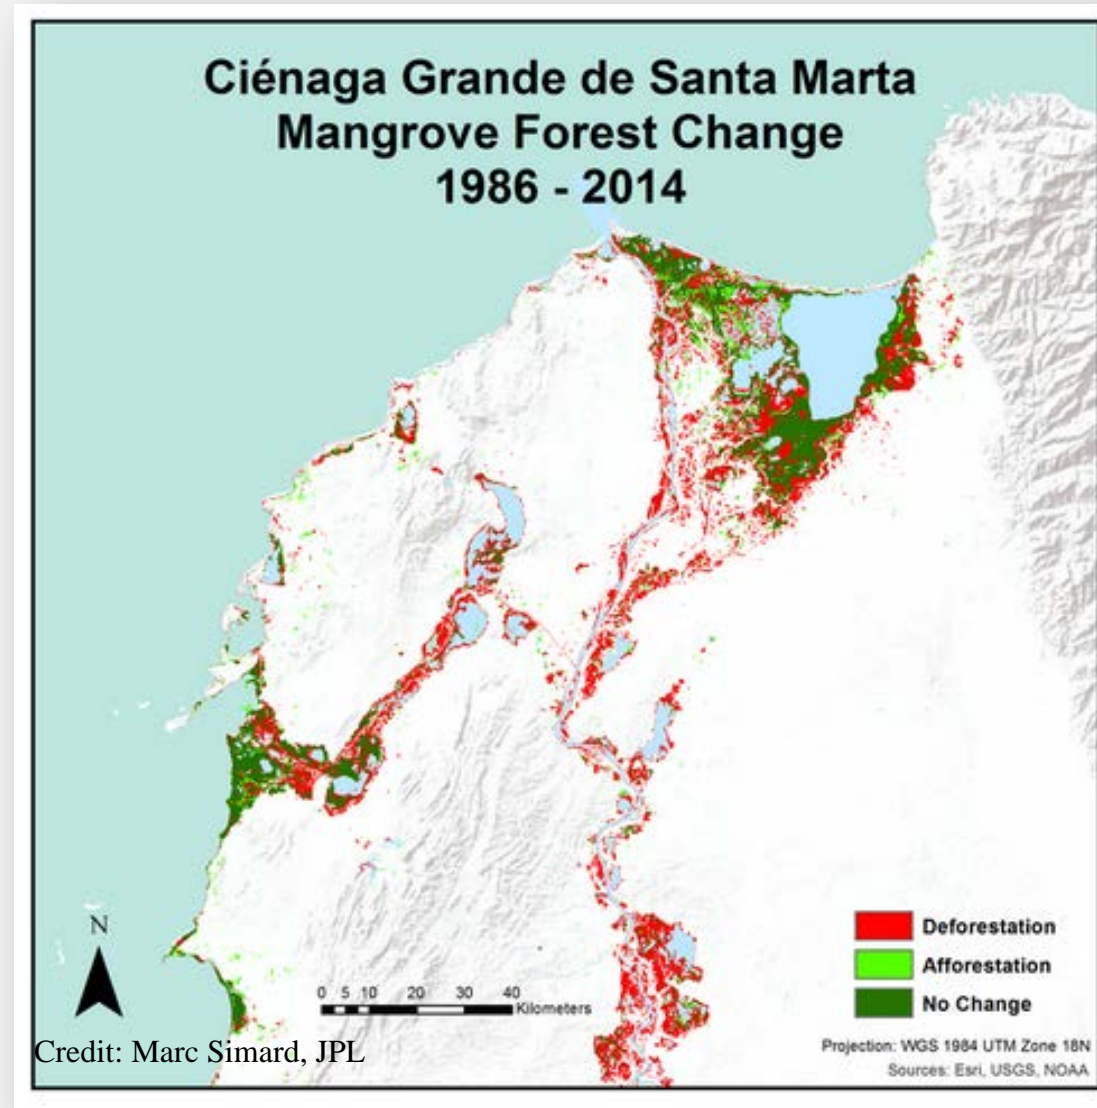 Ciénaga Grande de Santa Marta
Mangrove Forest Change
1986 - 2014
Deforestation
Afforestation
No Change
N
0 5 10 20 30 40
Kilometers
Credit: Marc Simard, JPL
Projection: WGS 1984 UTM Zone 18N
Sources: Esri, USGS, NOAA